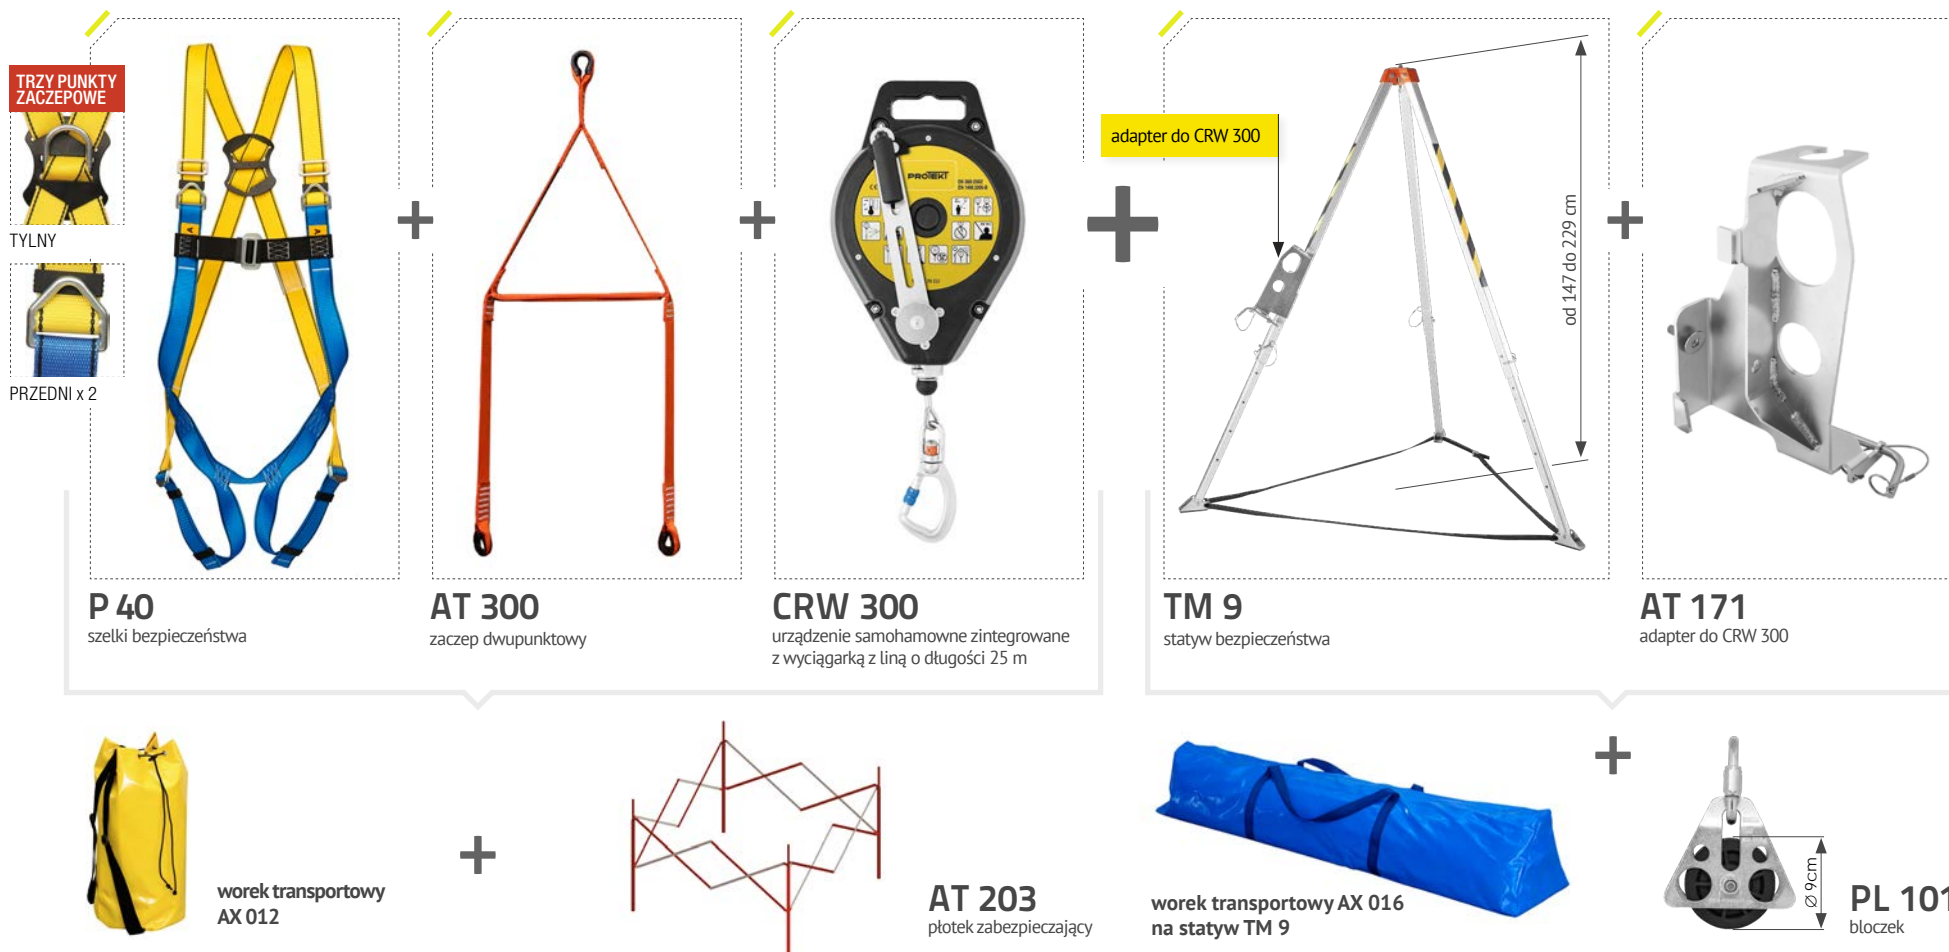 TRZY PUNKTY
ZACZEPOWE
TYLNY
PRZEDNI x 2
P 40
szelki bezpieczeństwa
AT 300
zaczep dwupunktowy
PROTEKT
CRW 300
urządzenie samohamowne zintegrowane
z wyciągarką z liną o długości 25 m
adapter do CRW 300
od 147 do 229 cm
TM 9
statyw bezpieczeństwa
AT 171
adapter do CRW 300
worek transportowy
AX 012
AT 203
płotek zabezpieczający
worek transportowy AX 016
na statyw TM 9
Ø 9cm
PL 101
bloczek